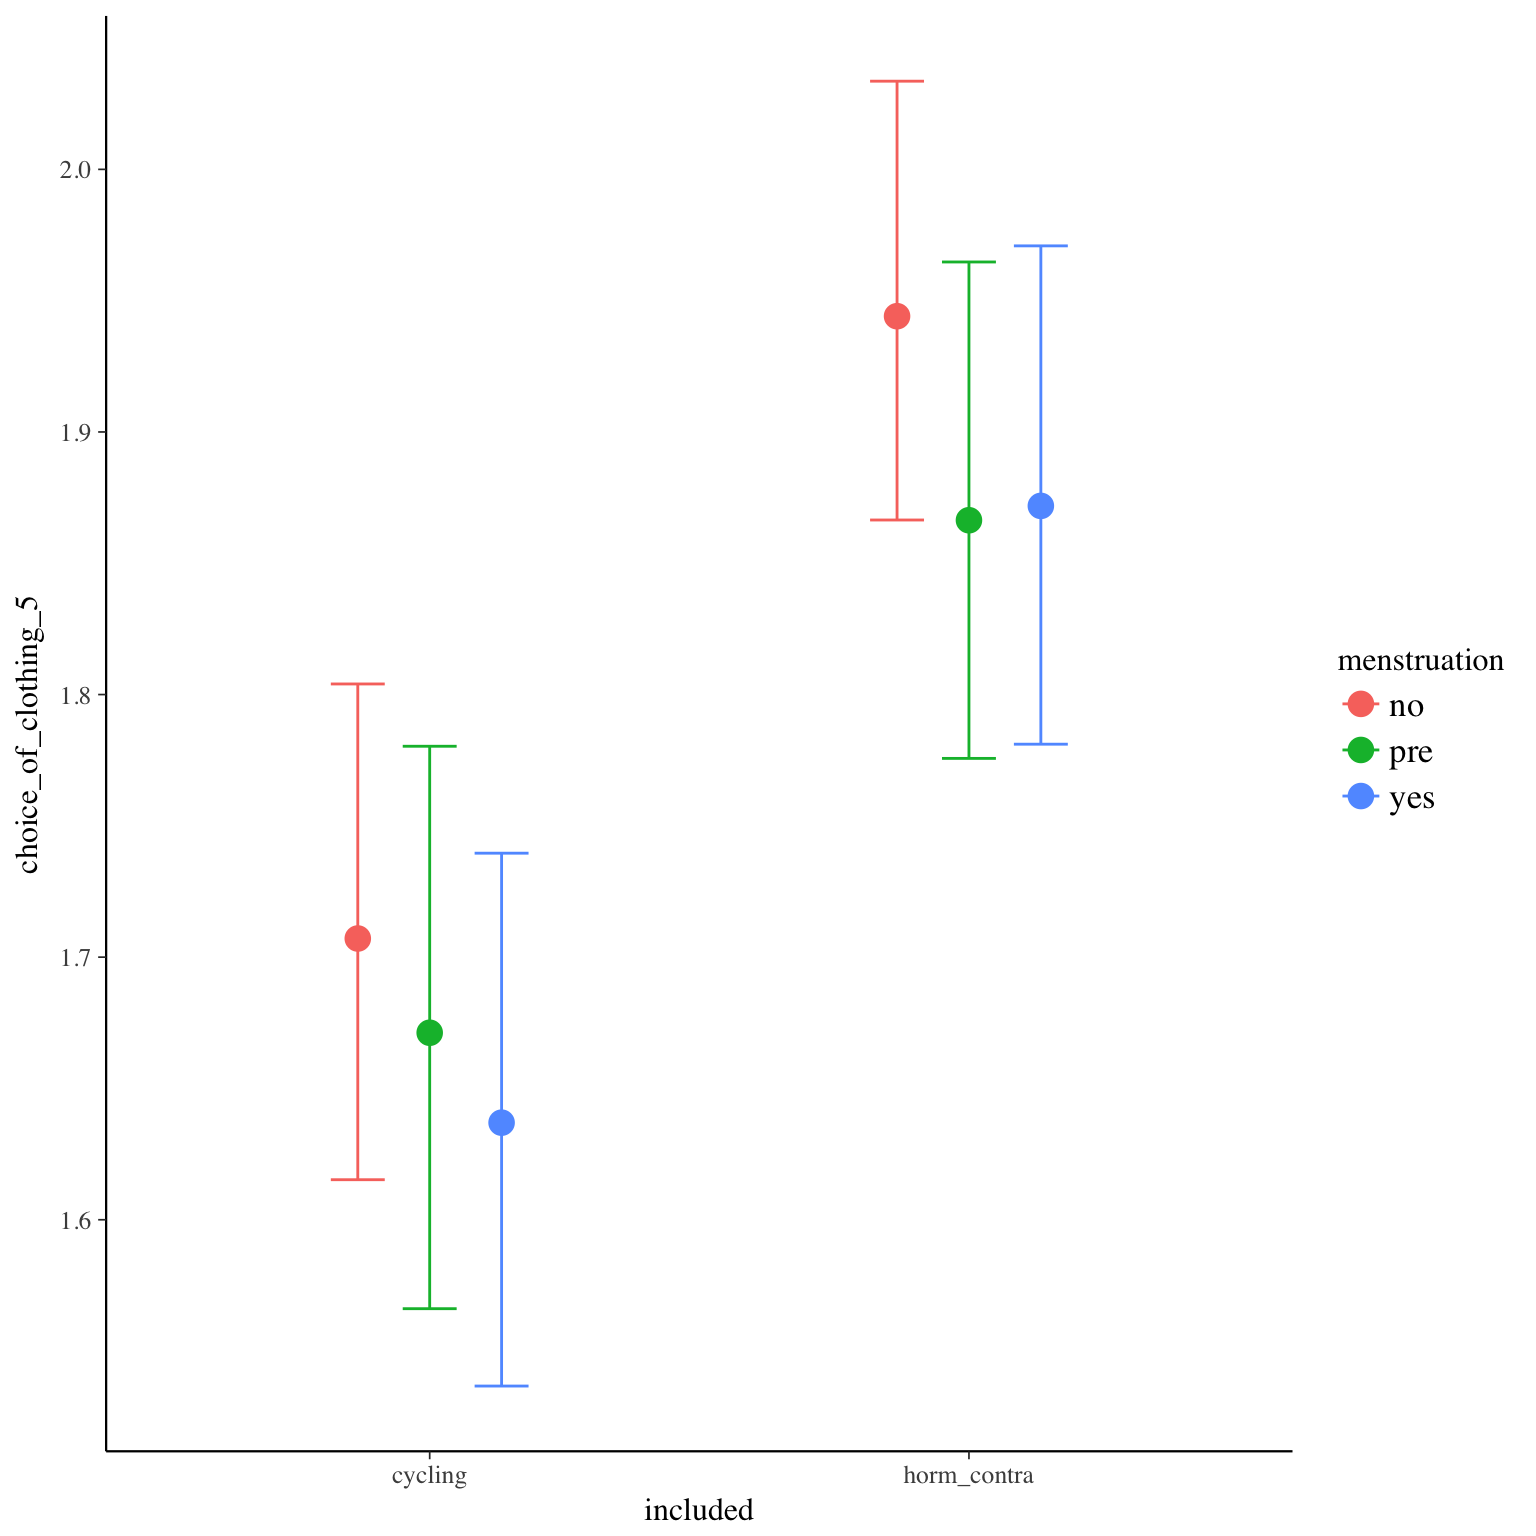 2.0
1.9
1.8
1.7
1.6
choice_of_clothing_5
cycling
horm_contra
included
menstruation
no
pre
yes